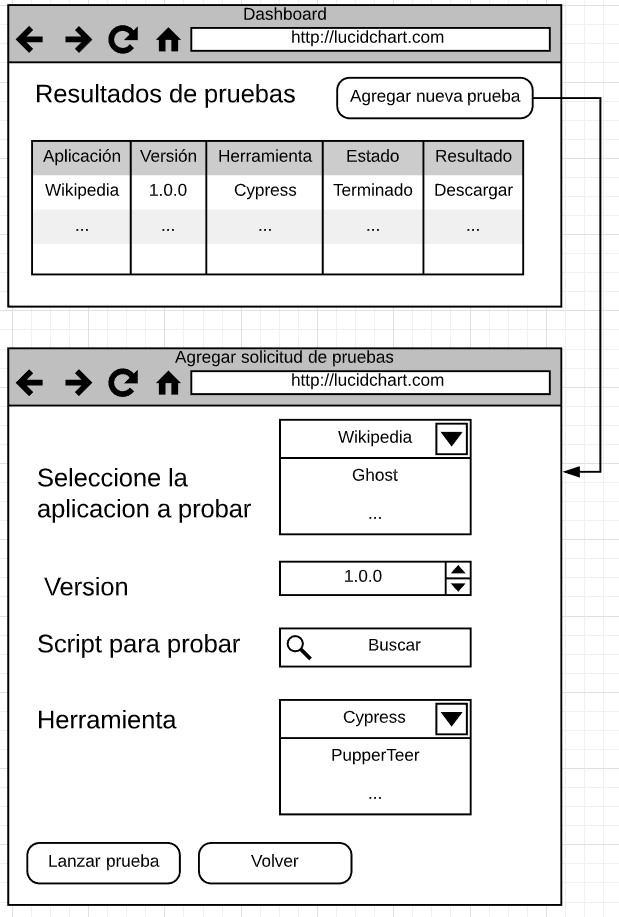 Dashboard
http://lucidchart.com
Resultados de pruebas
Agregar nueva prueba
Aplicación Versión Herramienta Estado Resultado
Wikipedia 1.0.0 Cypress Terminado Descargar
... ... ... ... ...
Agregar solicitud de pruebas
http://lucidchart.com
Wikipedia
Seleccione la
aplicacion a probar
Ghost
...
Version
1.0.0
Script para probar
Buscar
Herramienta
Cypress
PupperTeer
...
Lanzar prueba
Volver